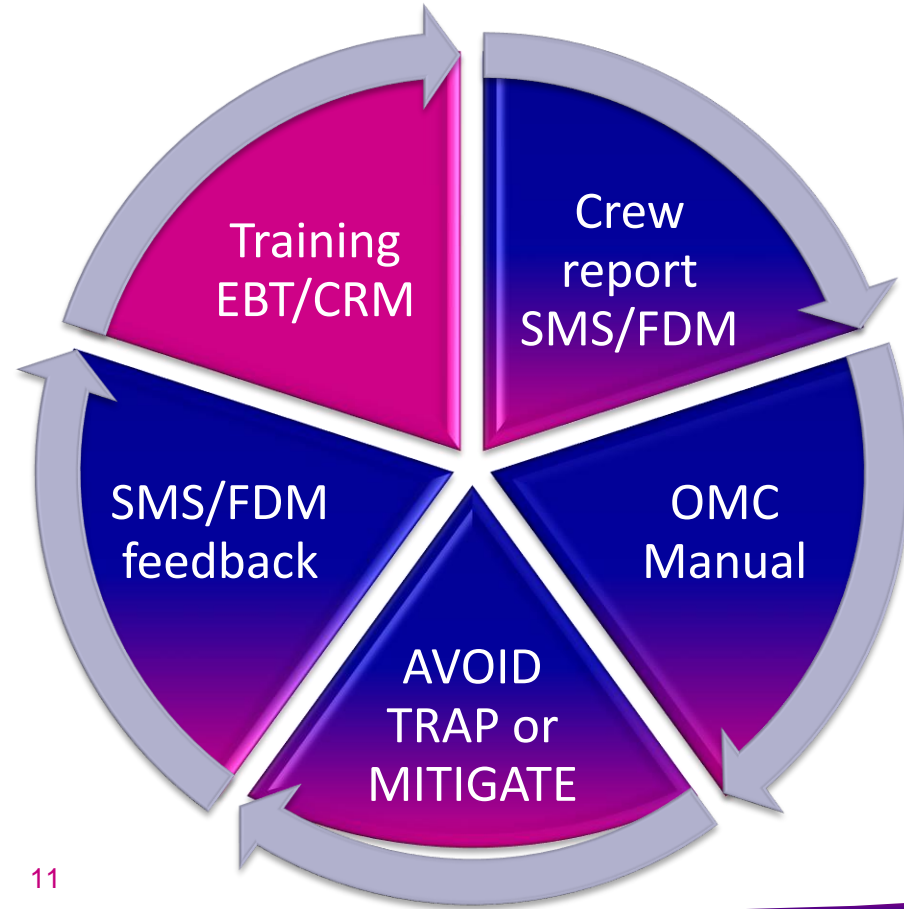 Training
EBT/CRM
Crew
report
SMS/FDM
OMC
Manual
AVOID
TRAP or
MITIGATE
SMS/FDM
feedback
11